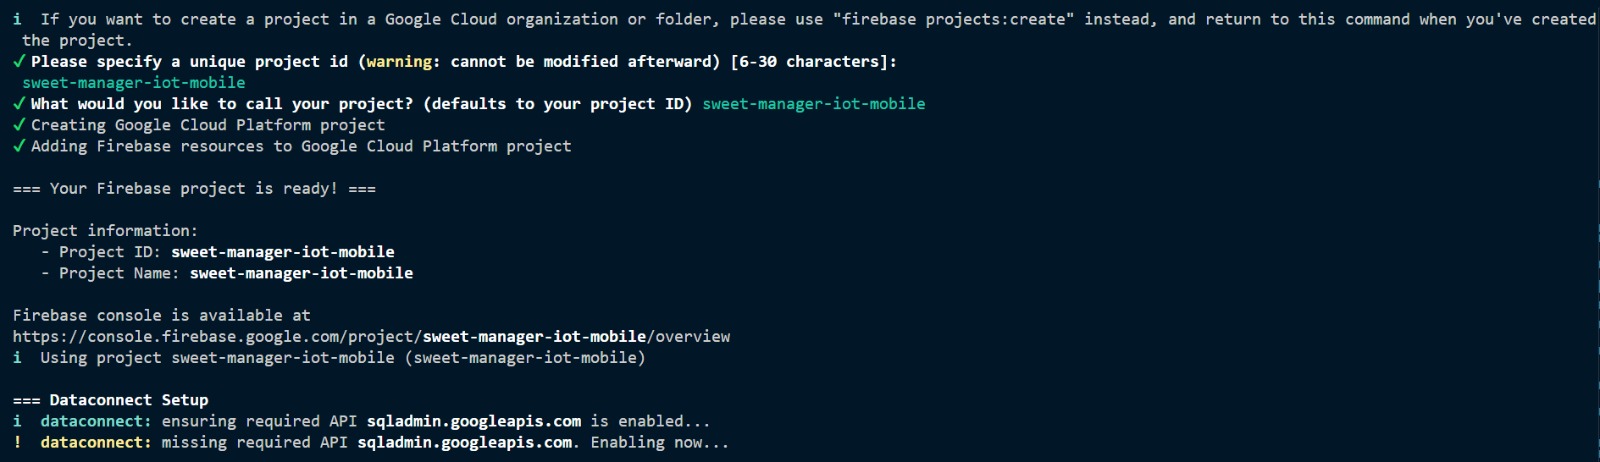 i  If you want to create a project in a Google Cloud organization or folder, please use "firebase projects:create" instead, and return to this command when you've created
the project.
✓ Please specify a unique project id (warning: cannot be modified afterward) [6-30 characters]:
sweet-manager-iot-mobile
✓ What would you like to call your project? (defaults to your project ID) sweet-manager-iot-mobile
✓ Creating Google Cloud Platform project
✓ Adding Firebase resources to Google Cloud Platform project
=== Your Firebase project is ready! ===
Project information:
- Project ID: sweet-manager-iot-mobile
- Project Name: sweet-manager-iot-mobile
Firebase console is available at
https://console.firebase.google.com/project/sweet-manager-iot-mobile/overview
i  Using project sweet-manager-iot-mobile (sweet-manager-iot-mobile)
=== Dataconnect Setup
i  dataconnect: ensuring required API sqladmin.googleapis.com is enabled...
!  dataconnect: missing required API sqladmin.googleapis.com. Enabling now...